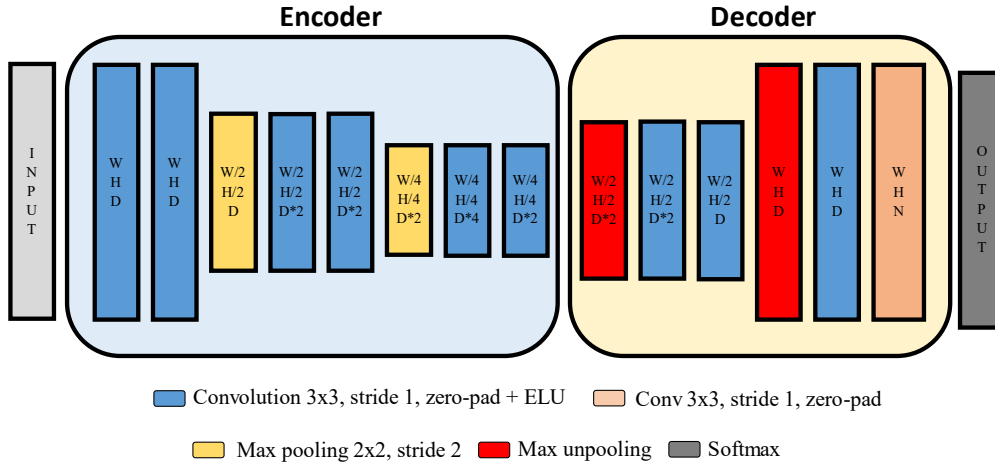 Encoder
Decoder
I
N
P
U
T
W
H
D
W
H
D
W/2
H/2
D
W/2
H/2
D*2
W/2
H/2
D*2
W/4
H/4
D*2
W/4
H/4
D*4
W/4
H/4
D*2
W/2
H/2
D*2
W/2
H/2
D*2
W/2
H/2
D
W
H
D
W
H
D
W
H
N
O
U
T
P
U
T
Convolution 3x3, stride 1, zero-pad + ELU
Conv 3x3, stride 1, zero-pad
Max pooling 2x2, stride 2
Max unpooling
Softmax